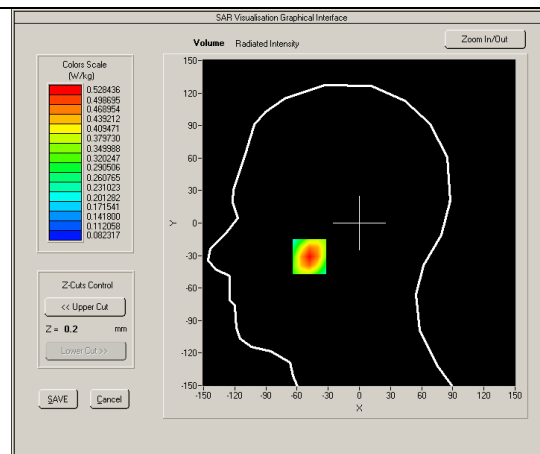 SAR Visualisation Graphical Interface
Volume Radiated Intensity
Zoom In/Out
Colors Scale
(W/kg)
0.528436
0.498695
0.468954
0.439212
0.409471
0.379730
0.349988
0.320247
0.290506
0.260765
0.231023
0.201282
0.171541
0.141800
0.112058
0.082317
Z-Cuts Control
<< Upper Cut
Z = 0.2 mm
Lower Cut >>
SAVE Cancel
150-
120-
90-
60-
30-
0-
-30-
-60-
-90-
-120-
-150-
Y
-150 -120 -90 -60 -30 0 30 60 90 120 150
X